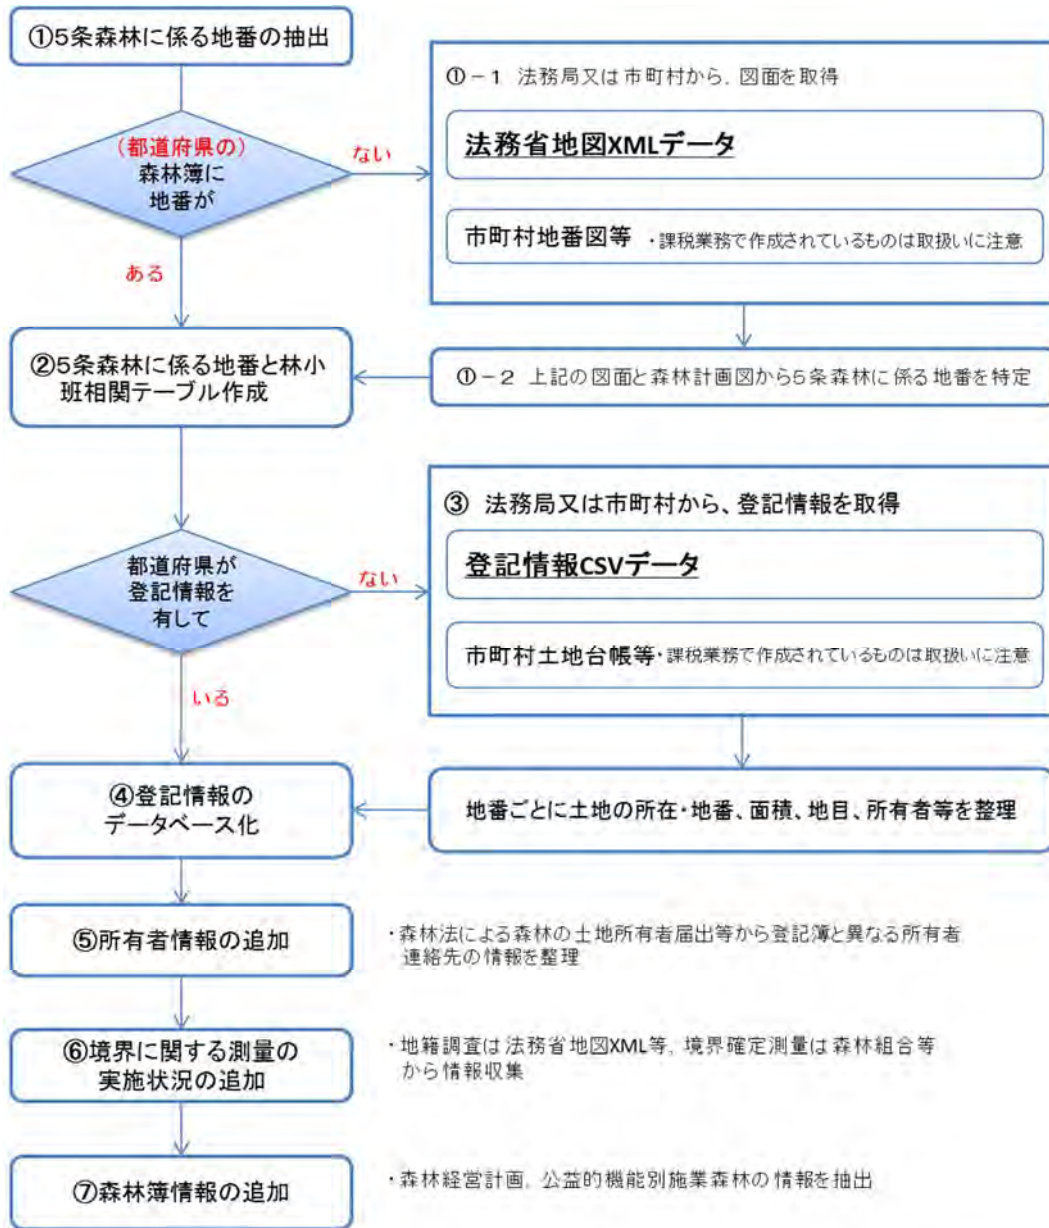 ①5条森林に係る地番の抽出
①-1 法務局又は市町村から、図面を取得
法務省地図XMLデータ
市町村地番図等 ・課税業務で作成されているものは取扱いに注意
(都道府県の)
森林簿に
地番が
ない
ある
①-2 上記の図面と森林計画図から5条森林に係る地番を特定
②5条森林に係る地番と林小
班相関テーブル作成
③ 法務局又は市町村から、登記情報を取得
登記情報CSVデータ
市町村土地台帳等・課税業務で作成されているものは取扱いに注意
都道府県が
登記情報を
有して
ない
いる
地番ごとに土地の所在・地番、面積、地目、所有者等を整理
④登記情報の
データベース化
⑤所有者情報の追加
・森林法による森林の土地所有者届出等から登記簿と異なる所有者
連絡先の情報を整理
⑥境界に関する測量の
実施状況の追加
・地籍調査は法務省地図XML等、境界確定測量は森林組合等
から情報収集
⑦森林簿情報の追加
・森林経営計画、公益的機能別施業森林の情報を抽出